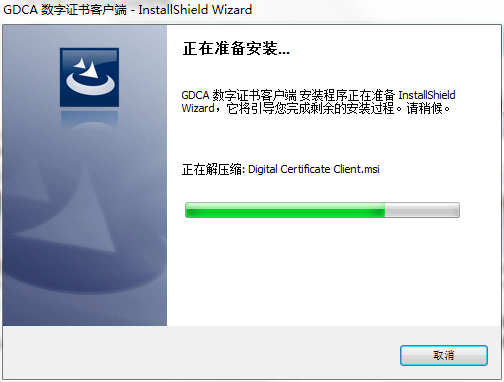 GDCA 数字证书客户端 - InstallShield Wizard
正在准备安装...
GDCA 数字证书客户端 安装程序正在准备 InstallShield
Wizard，它将引导您完成剩余的安装过程。请稍候。
正在解压缩: Digital Certificate Client.msi
取消